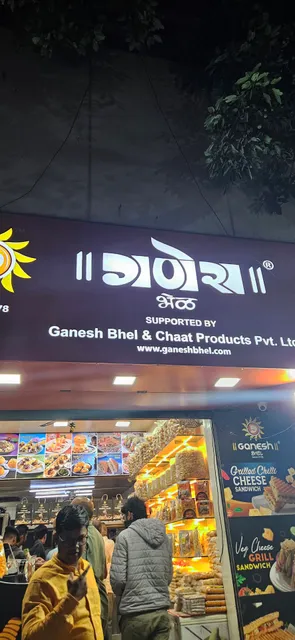 ॥ गणेश ॥ ®
भेळ
78
SUPPORTED BY
Ganesh Bhel & Chaat Products Pvt. Ltd
www.ganeshbhel.com
॥ GANESH ॥
BHEL
Grilled Chilli
CHEESE
SANDWICH
Veg Cheese
GRILL
SANDWICH